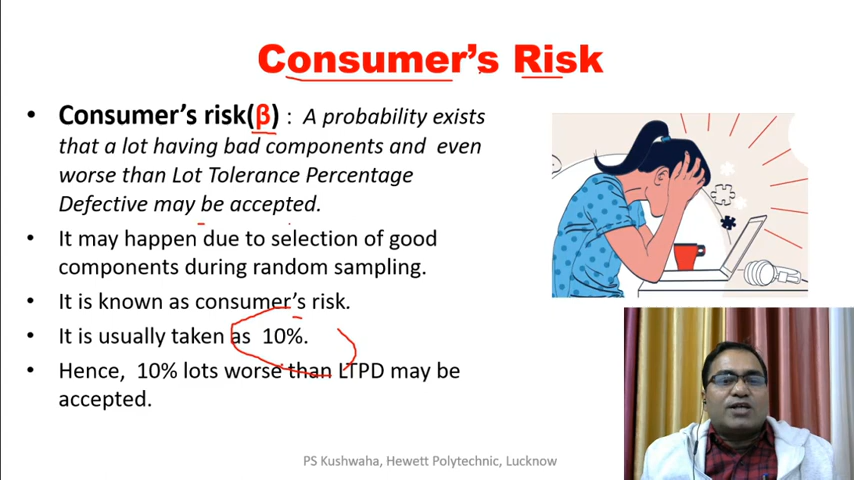 Consumer's Risk
• Consumer's risk(β) : A probability exists
that a lot having bad components and even
worse than Lot Tolerance Percentage
Defective may be accepted.
• It may happen due to selection of good
components during random sampling.
• It is known as consumer's risk.
• It is usually taken as 10%.
• Hence, 10% lots worse than LTPD may be
accepted.
PS Kushwaha, Hewett Polytechnic, Lucknow